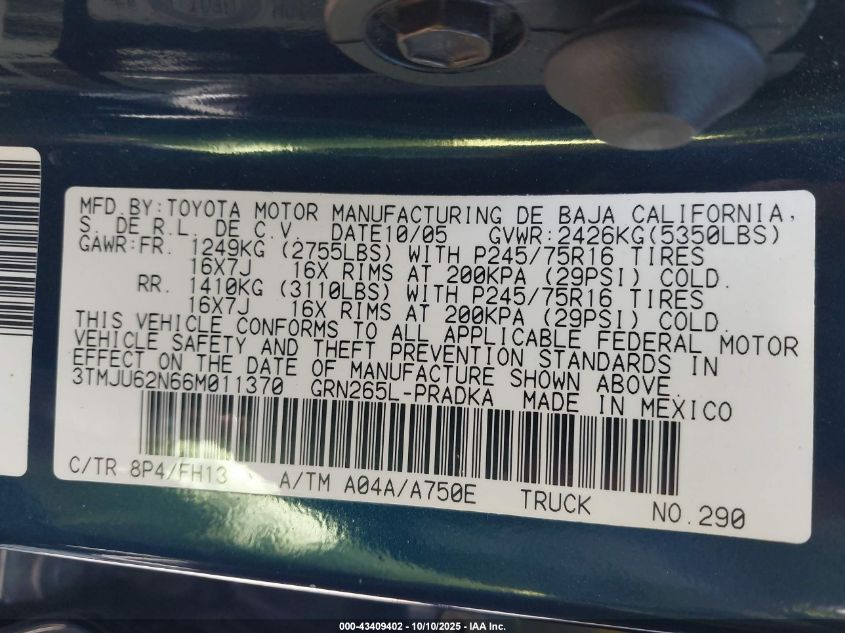 MFD.BY:TOYOTA MOTOR MANUFACTURING DE BAJA CALIFORNIA,
S. DE R.L. DE C.V. DATE10/05 GVWR:2426KG(5350LBS)
GAWR:FR. 1249KG (2755LBS) WITH P245/75R16 TIRES
16X7J 16X RIMS AT 200KPA (29PSI) COLD.
RR. 1410KG (3110LBS) WITH P245/75R16 TIRES
16X7J 16X RIMS AT 200KPA (29PSI) COLD.
THIS VEHICLE CONFORMS TO ALL APPLICABLE FEDERAL MOTOR
VEHICLE SAFETY AND THEFT PREVENTION STANDARDS IN
EFFECT ON THE DATE OF MANUFACTURE SHOWN ABOVE.
3TMJU62N66M011370 GRN265L-PRADKA MADE IN MEXICO
C/TR 8P4/FH13 A/TM A04A/A750E TRUCK NO.290
000-43409402 - 10/10/2025 - IAA Inc.